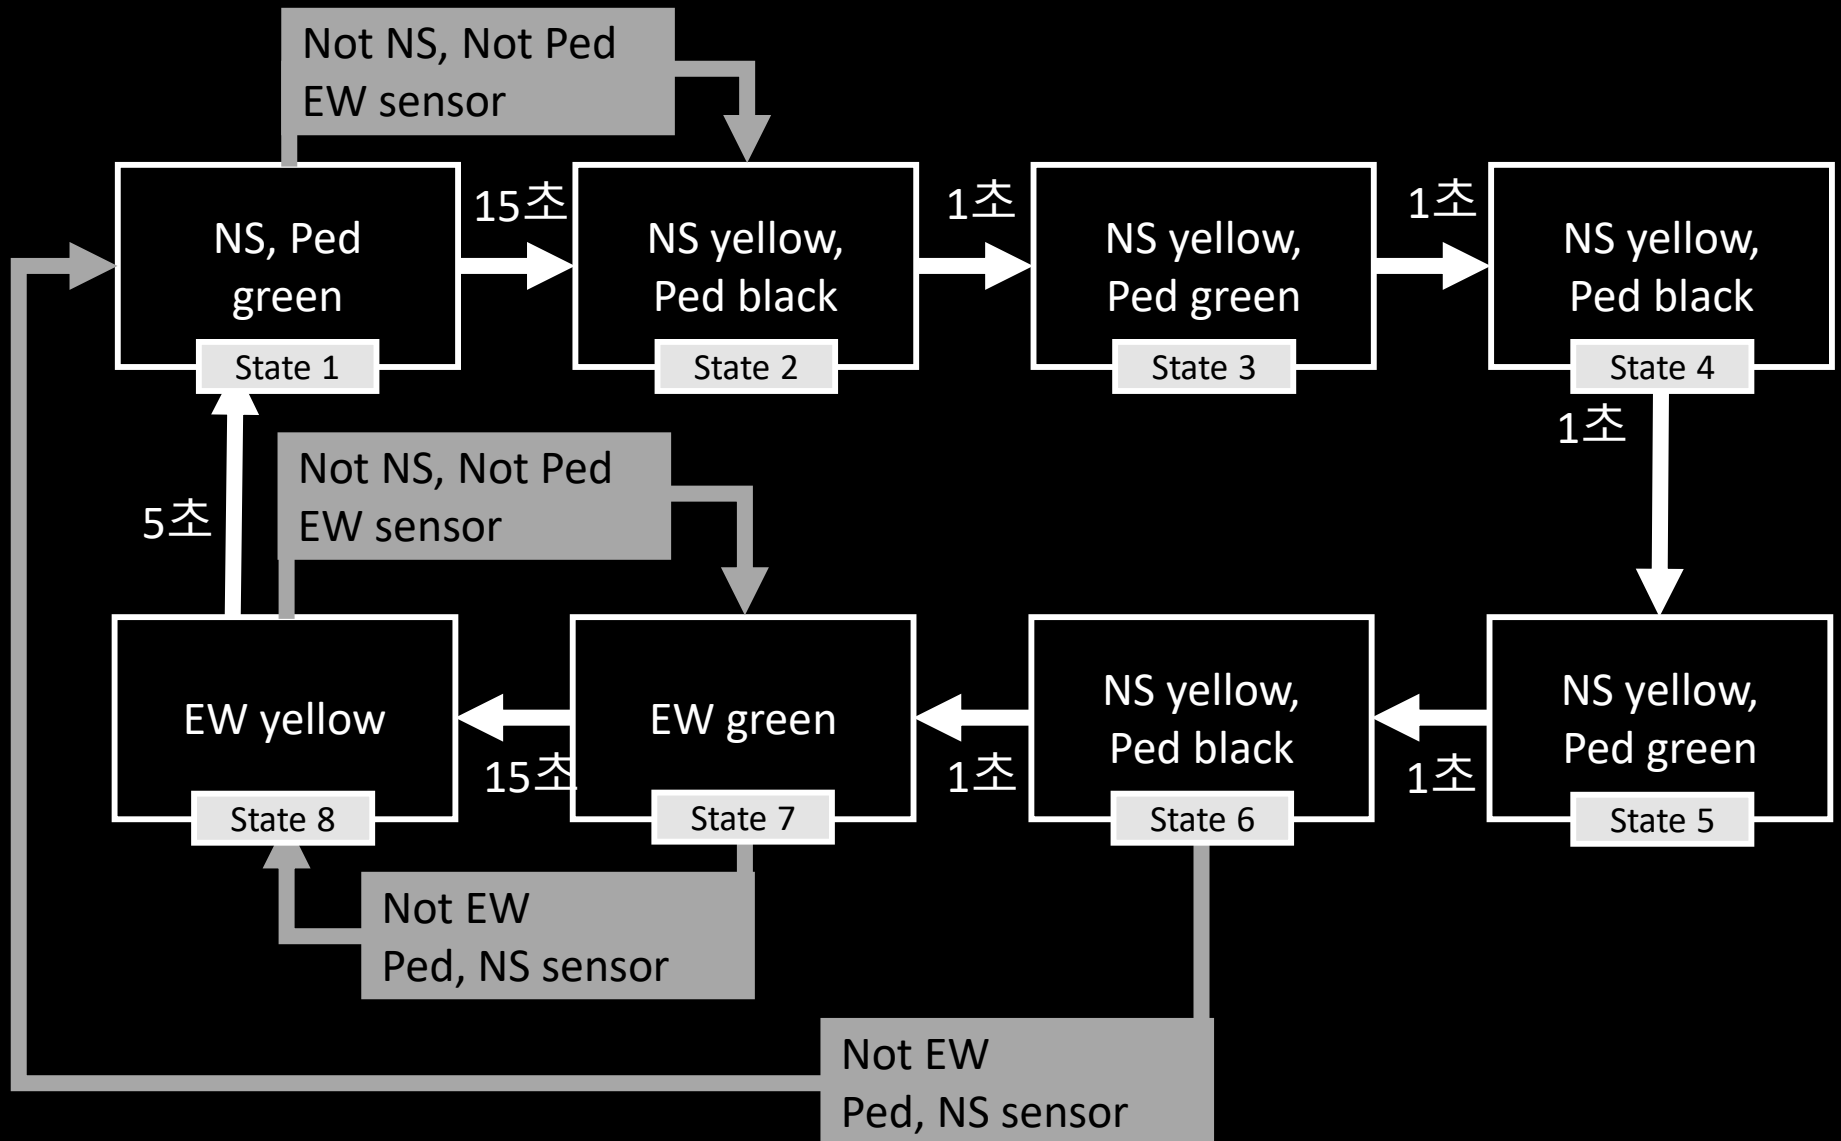 Not NS, Not Ped
EW sensor
NS, Ped
green
State 1
15초
NS yellow,
Ped black
State 2
1초
NS yellow,
Ped green
State 3
1초
NS yellow,
Ped black
State 4
1초
Not NS, Not Ped
EW sensor
5초
EW yellow
State 8
15초
EW green
State 7
1초
NS yellow,
Ped black
State 6
1초
NS yellow,
Ped green
State 5
Not EW
Ped, NS sensor
Not EW
Ped, NS sensor